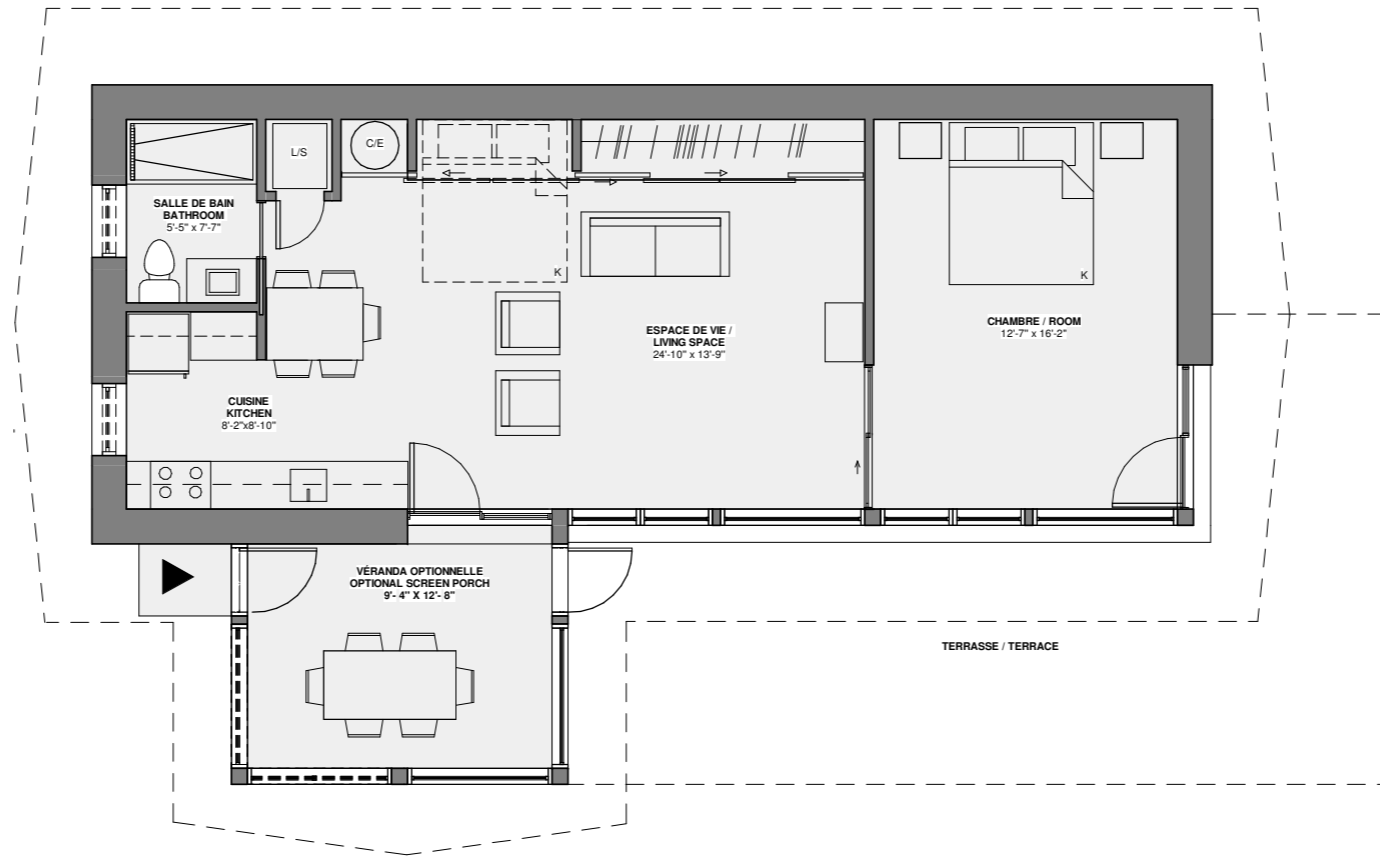 L/S
C/E
SALLE DE BAIN
BATHROOM
5'-5" x 7'-7"
K
K
ESPACE DE VIE /
LIVING SPACE
24'-10" x 13'-9"
CHAMBRE / ROOM
12'-7" x 16'-2"
CUISINE
KITCHEN
8'-2"x8'-10"
VÉRANDA OPTIONNELLE
OPTIONAL SCREEN PORCH
9'- 4" X 12'- 8"
TERRASSE / TERRACE